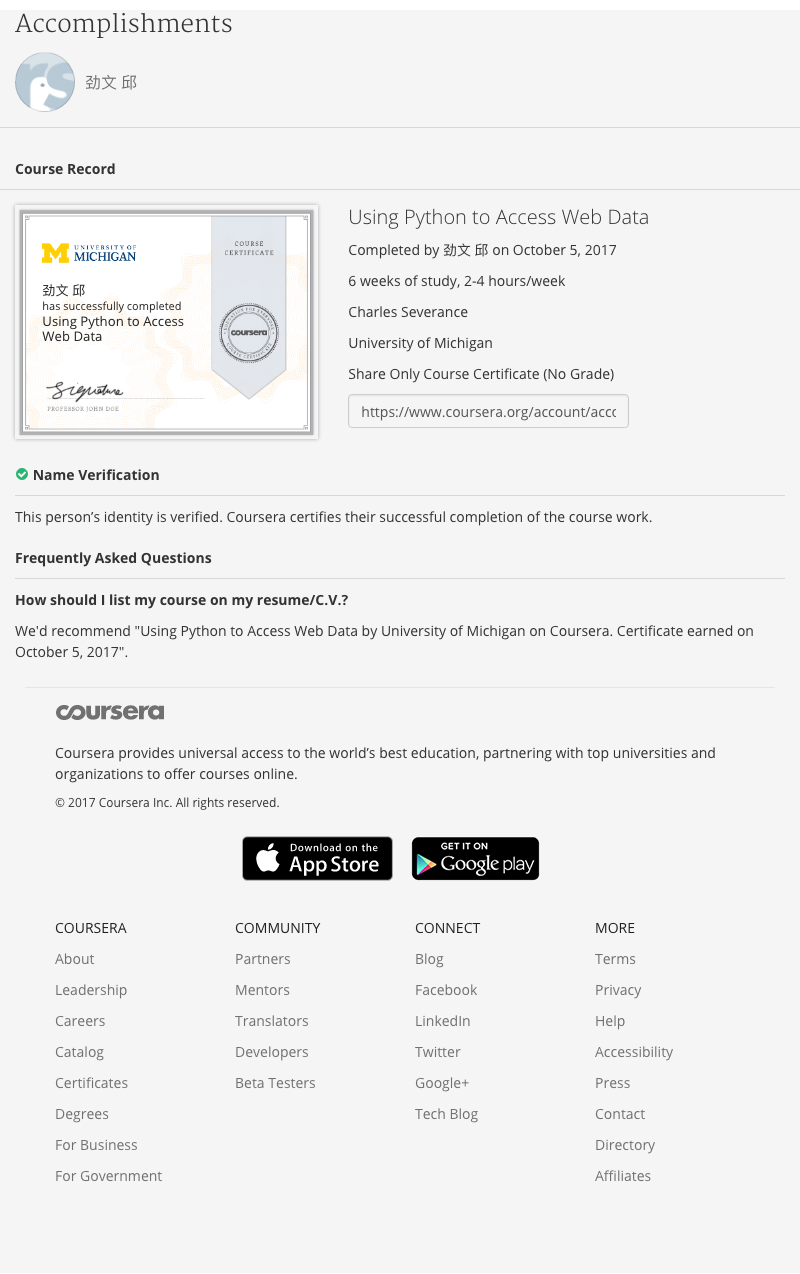 Accomplishments
劲文 邱
Course Record
UNIVERSITY OF
MICHIGAN
劲文 邱
has successfully completed
Using Python to Access
Web Data
Signature
PROFESSOR JOHN DOE
COURSE
CERTIFICATE
EDUCATION FOR EVERYONE
coursera
COURSE CERTIFICATE
Using Python to Access Web Data
Completed by 劲文 邱 on October 5, 2017
6 weeks of study, 2-4 hours/week
Charles Severance
University of Michigan
Share Only Course Certificate (No Grade)
https://www.coursera.org/account/acco
Name Verification
This person’s identity is verified. Coursera certifies their successful completion of the course work.
Frequently Asked Questions
How should I list my course on my resume/C.V.?
We'd recommend "Using Python to Access Web Data by University of Michigan on Coursera. Certificate earned on
October 5, 2017".
coursera
Coursera provides universal access to the world’s best education, partnering with top universities and
organizations to offer courses online.
© 2017 Coursera Inc. All rights reserved.
Download on the
App Store
GET IT ON
Google play
COURSERA
About
Leadership
Careers
Catalog
Certificates
Degrees
For Business
For Government
COMMUNITY
Partners
Mentors
Translators
Developers
Beta Testers
CONNECT
Blog
Facebook
LinkedIn
Twitter
Google+
Tech Blog
MORE
Terms
Privacy
Help
Accessibility
Press
Contact
Directory
Affiliates